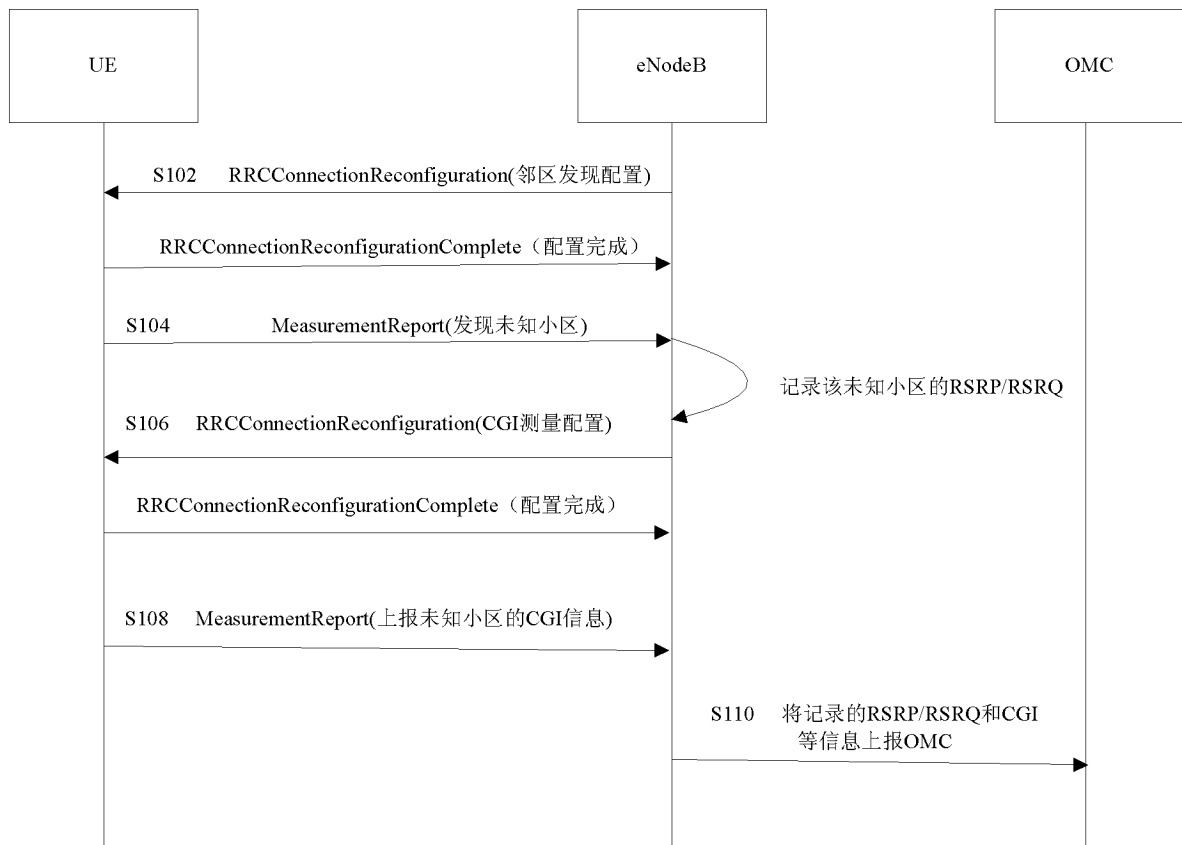 UE
eNodeB
OMC
S102 RRCConnectionReconfiguration(邻区发现配置)
RRCConnectionReconfigurationComplete（配置完成）
S104 MeasurementReport(发现未知小区)
记录该未知小区的RSRP/RSRQ
S106 RRCConnectionReconfiguration(CGI测量配置)
RRCConnectionReconfigurationComplete（配置完成）
S108 MeasurementReport(上报未知小区的CGI信息)
S110 将记录的RSRP/RSRQ和CGI
等信息上报OMC